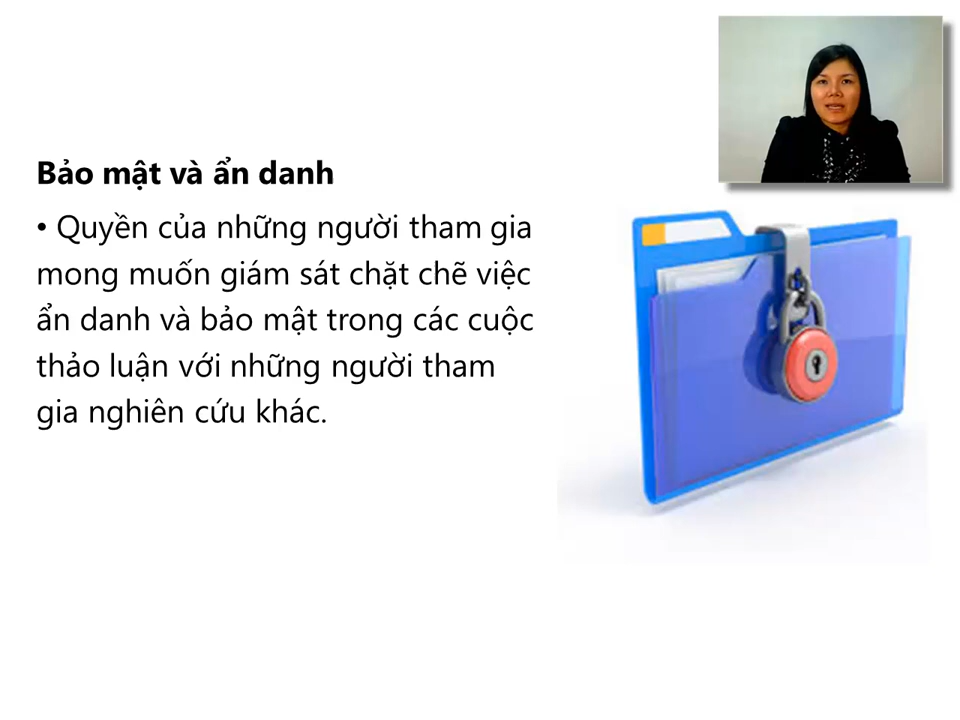 Bảo mật và ẩn danh
• Quyền của những người tham gia
mong muốn giám sát chặt chẽ việc
ẩn danh và bảo mật trong các cuộc
thảo luận với những người tham
gia nghiên cứu khác.